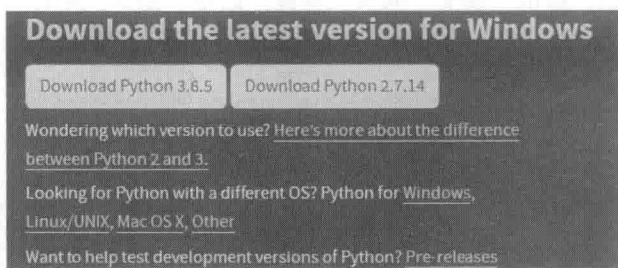 Download the latest version for Windows
Download Python 3.6.5 Download Python 2.7.14
Wondering which version to use? Here's more about the difference
between Python 2 and 3.
Looking for Python with a different OS? Python for Windows,
Linux/UNIX, Mac OS X, Other
Want to help test development versions of Python? Pre-releases